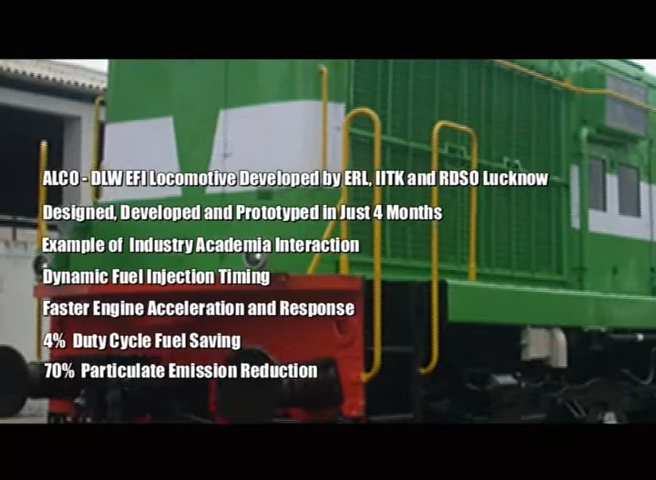 ALCO - DLW EFI Locomotive Developed by ERL, IITK and RDSO Lucknow
Designed, Developed and Prototyped in Just 4 Months
Example of Industry Academia Interaction
Dynamic Fuel Injection Timing
Faster Engine Acceleration and Response
4% Duty Cycle Fuel Saving
70% Particulate Emission Reduction